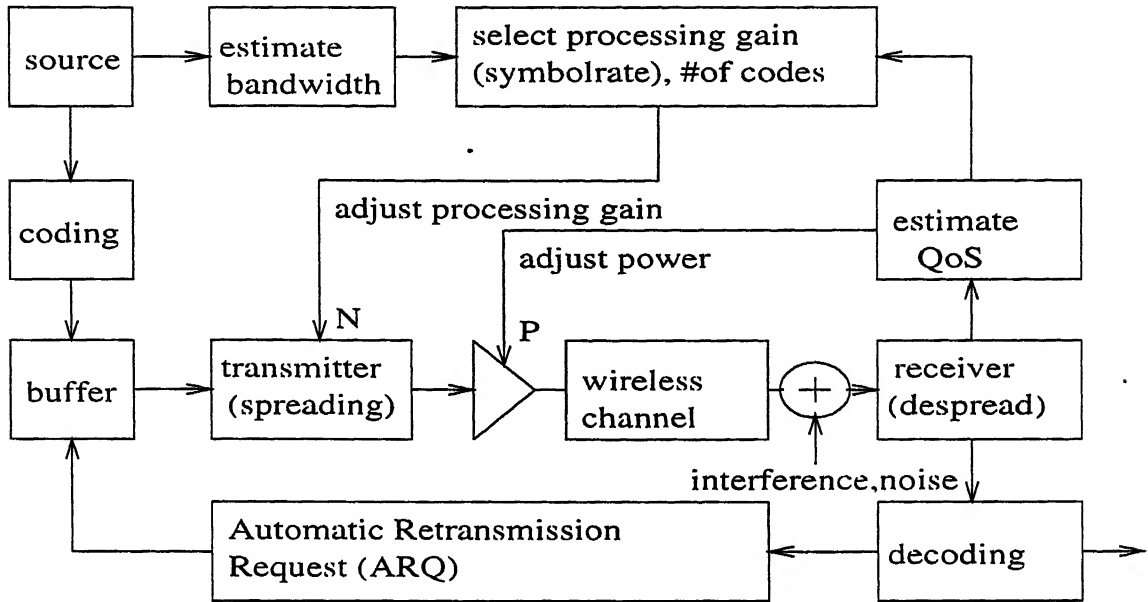 source
estimate
bandwidth
select processing gain
(symbolrate), #of codes
coding
adjust processing gain
adjust power
estimate
QoS
N
P
buffer
transmitter
(spreading)
wireless
channel
+
receiver
(despread)
interference,noise
Automatic Retransmission
Request (ARQ)
decoding